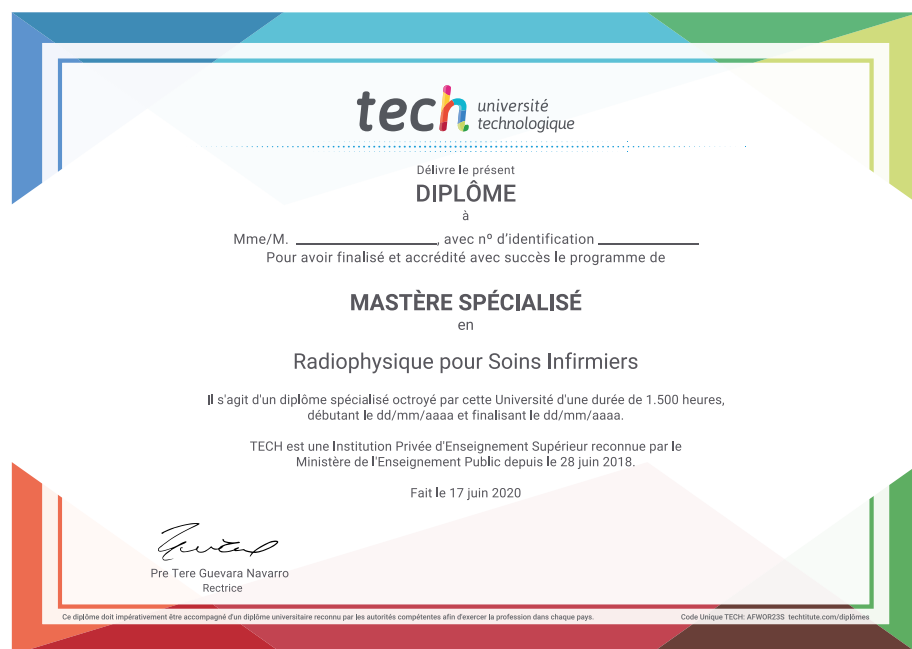 tech université
technologique
Délivre le présent
DIPLÔME
à
Mme/M. ____________, avec nº d'identification ____________
Pour avoir finalisé et accrédité avec succès le programme de
MASTÈRE SPÉCIALISÉ
en
Radiophysique pour Soins Infirmiers
Il s'agit d'un diplôme spécialisé octroyé par cette Université d'une durée de 1.500 heures,
débutant le dd/mm/aaaa et finalisant le dd/mm/aaaa.
TECH est une Institution Privée d'Enseignement Supérieur reconnue par le
Ministère de l'Enseignement Public depuis le 28 juin 2018.
Fait le 17 juin 2020
Pre Tere Guevara Navarro
Rectrice
Ce diplôme doit impérativement être accompagné d'un diplôme universitaire reconnu par les autorités compétentes afin d'exercer la profession dans chaque pays.
Code Unique TECH: AFWOR23S techtitute.com/diplômes